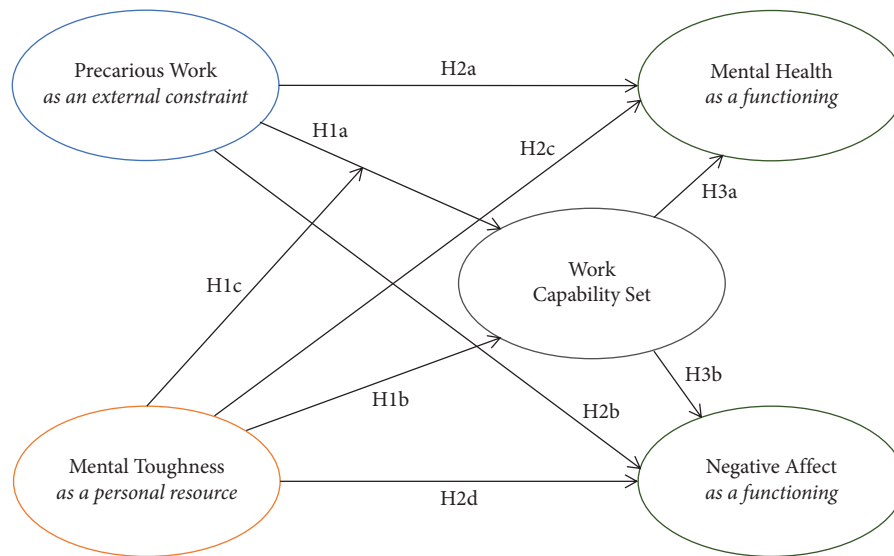 Precarious Work
as an external constraint
H2a
Mental Health
as a functioning
H1a
H2c
H3a
Work
Capability Set
H1c
H3b
H1b
H2b
Mental Toughness
as a personal resource
H2d
Negative Affect
as a functioning